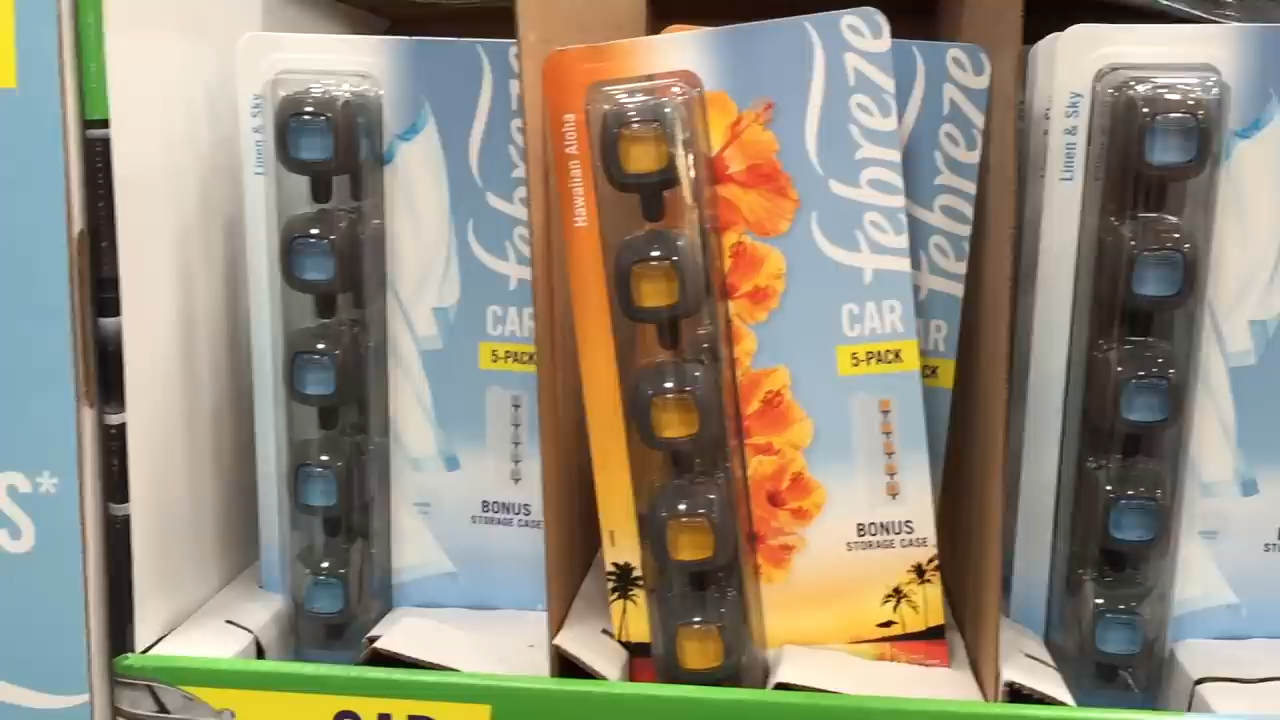 Linen & Sky
febreze
CAR
5-PACK
BONUS
STORAGE CASE
Hawaiian Aloha
febreze
CAR
5-PACK
BONUS
STORAGE CASE
febreze
AR
CK
Linen & Sky
S*